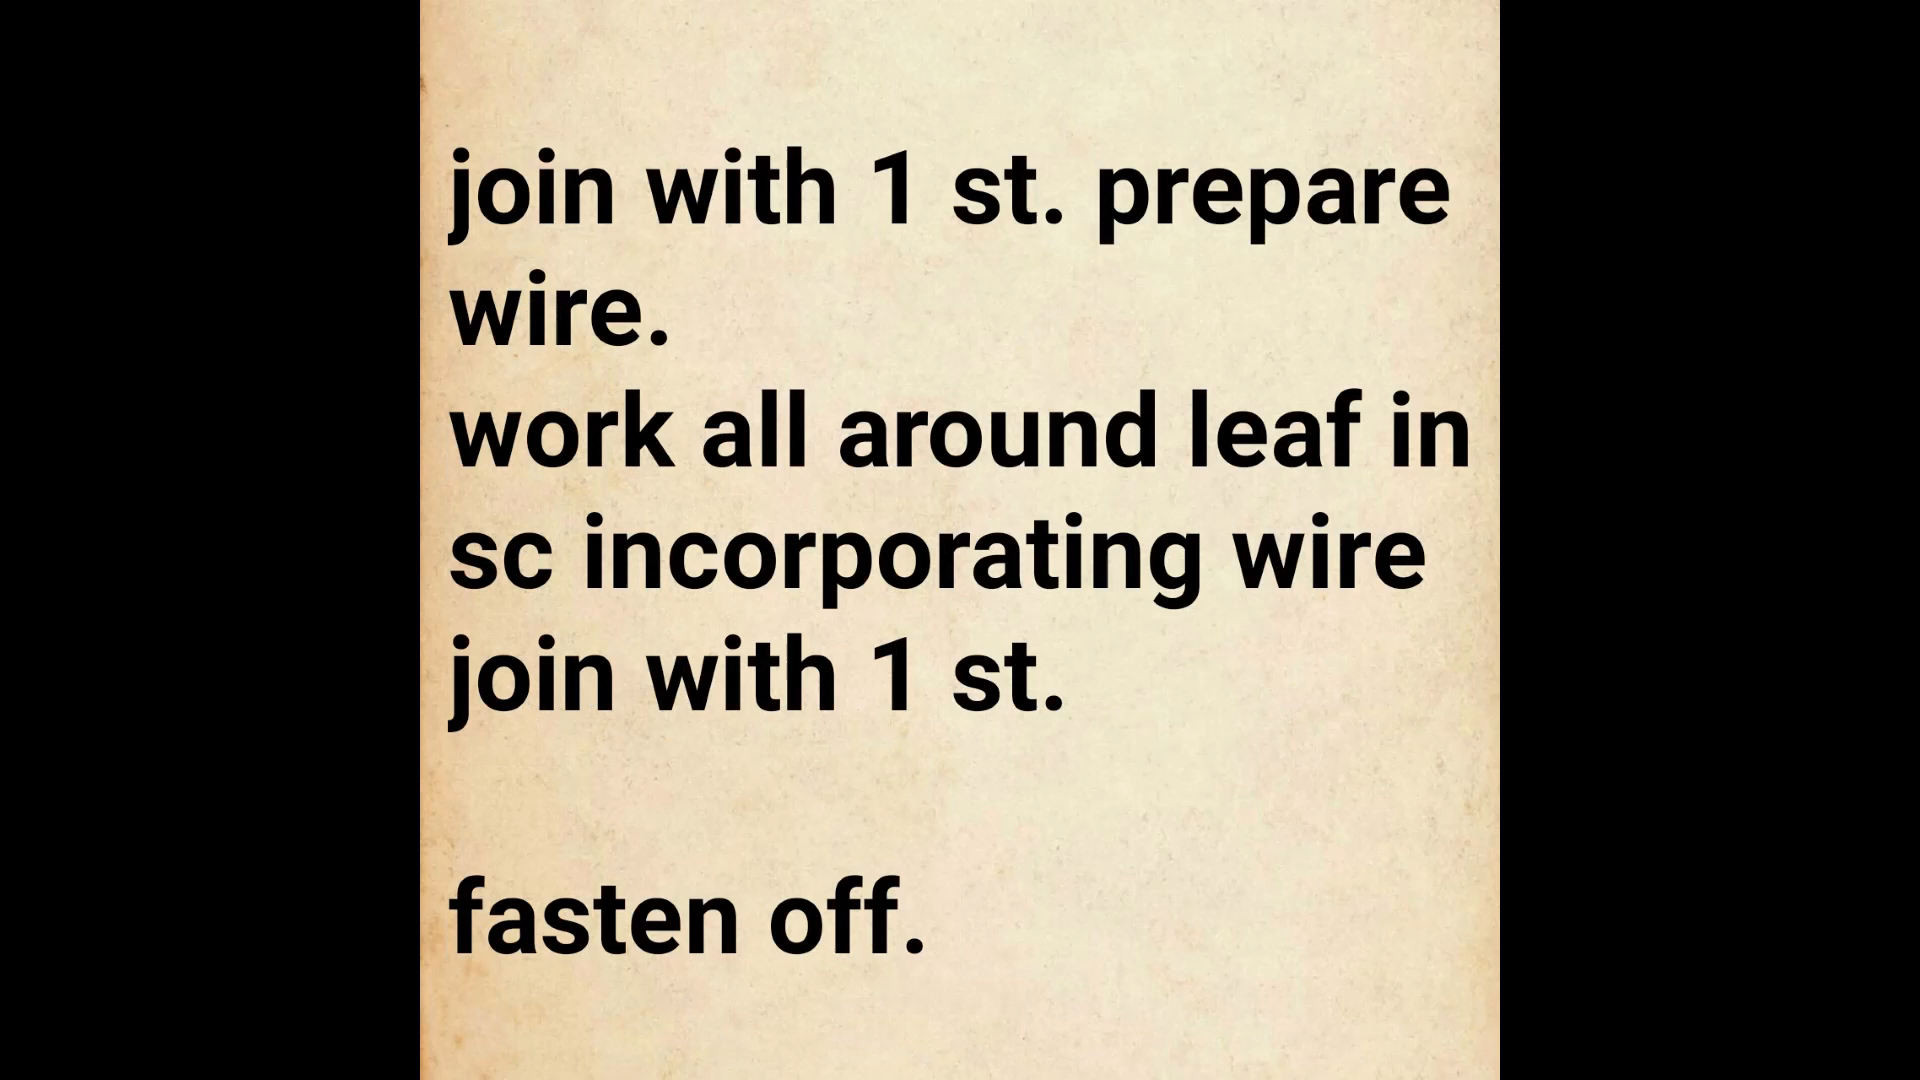 join with 1 st. prepare
wire.
work all around leaf in
sc incorporating wire
join with 1 st.
fasten off.